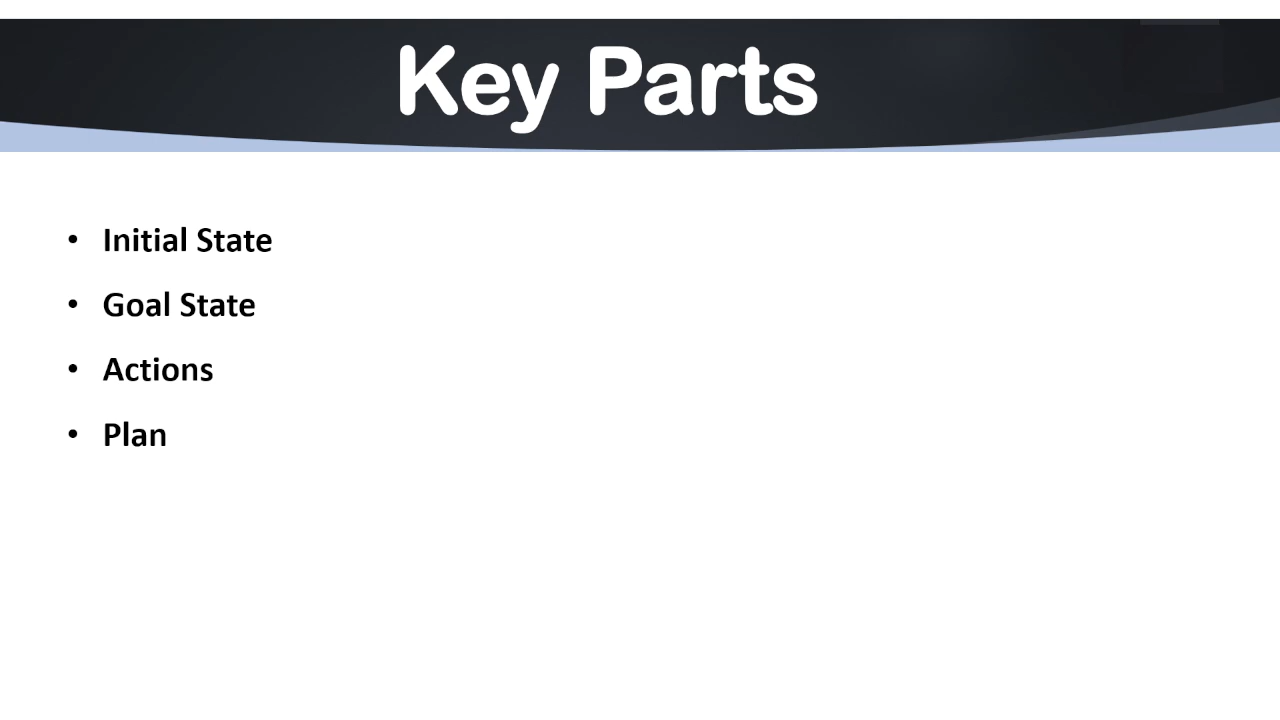 Key Parts
• Initial State
• Goal State
• Actions
• Plan